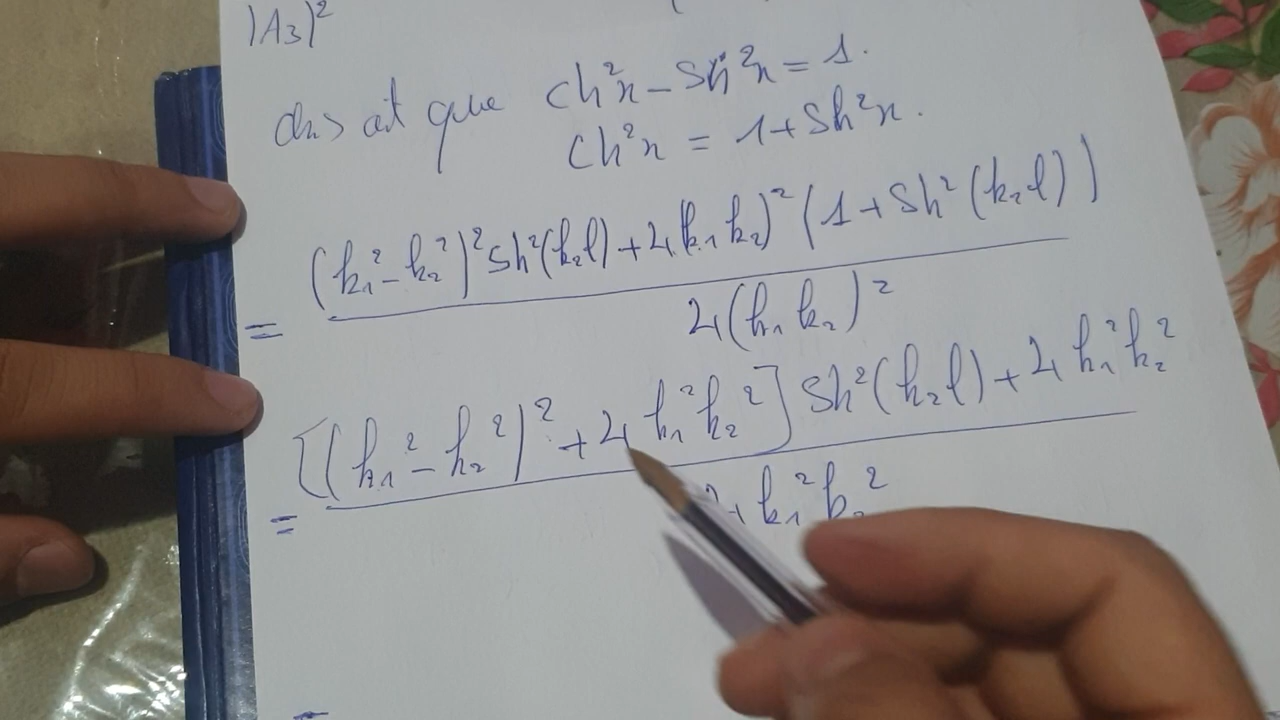 |A3|²
on sait que ch²x - sh²x = 1.
ch²x = 1 + sh²x.
= (k₁² - k₂²)² sh²(k₂l) + 4(k₁k₂)² (1 + sh²(k₂l))
4(k₁k₂)²
= [(k₁² - k₂²)² + 4k₁²k₂²] sh²(k₂l) + 4k₁²k₂²
4k₁²k₂²
=